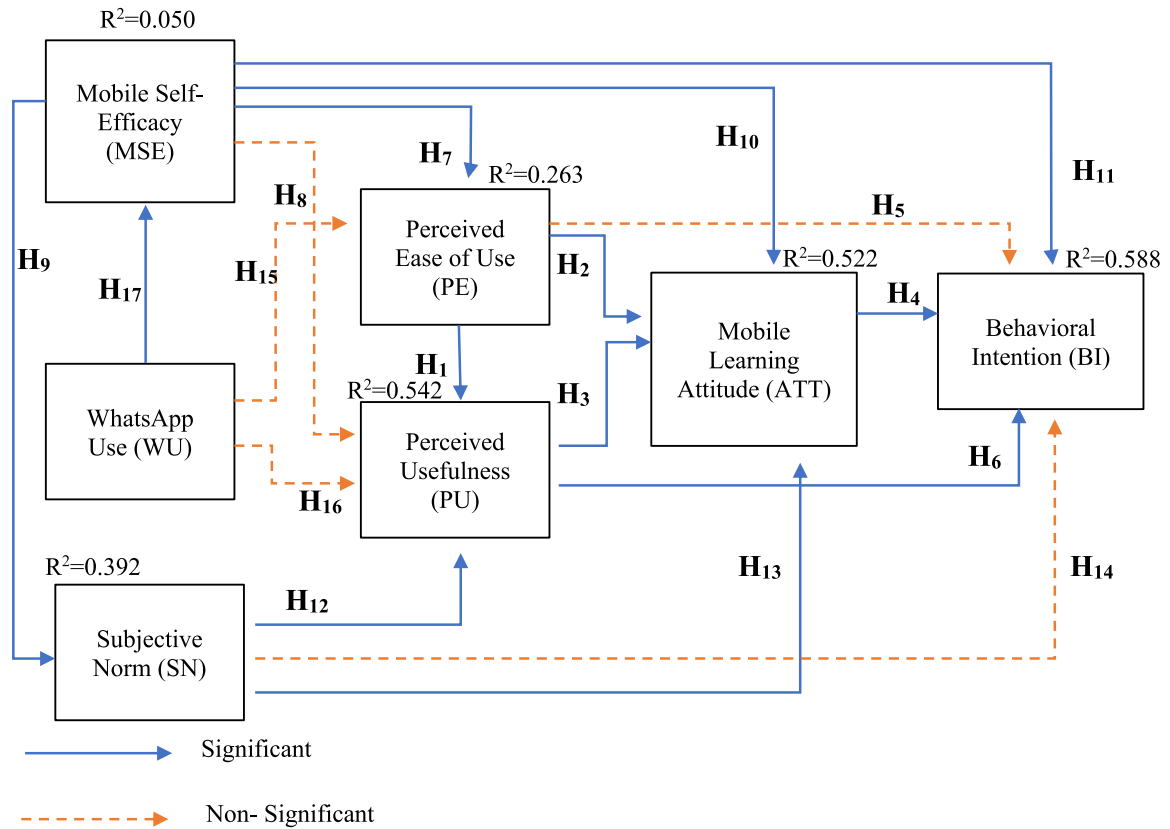 R²=0.050
Mobile Self-
Efficacy
(MSE)
H₇
H₁₀
H₁₁
R²=0.263
H₈
H₅
Perceived
Ease of Use
(PE)
H₉
H₁₅
H₂
R²=0.522
R²=0.588
H₁₇
H₄
Mobile
Learning
Attitude (ATT)
Behavioral
Intention (BI)
H₁
R²=0.542
H₃
WhatsApp
Use (WU)
Perceived
Usefulness
(PU)
H₆
H₁₆
R²=0.392
H₁₃
H₁₄
H₁₂
Subjective
Norm (SN)
Significant
Non- Significant